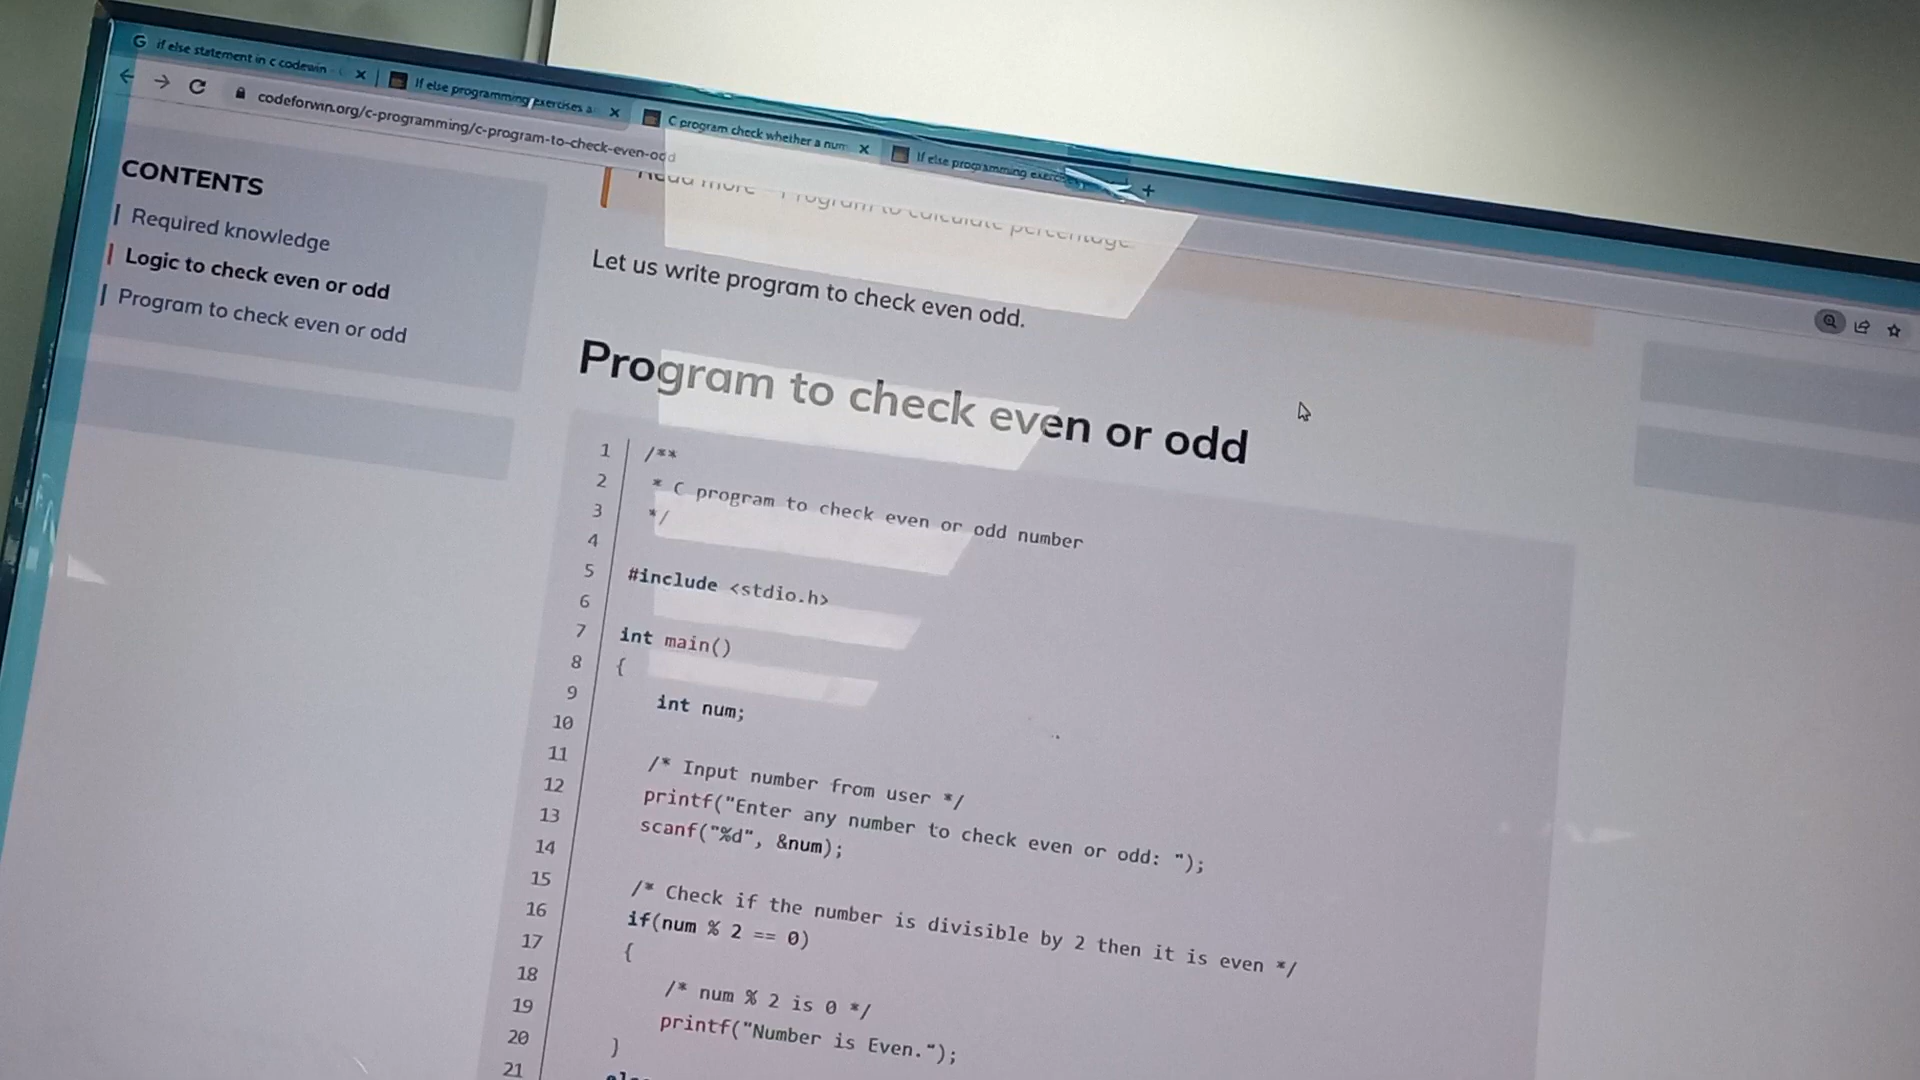 if else statement in c codewin
If else programming exercises a
C program check whether a num
If else programming exerc
codeforwin.org/c-programming/c-program-to-check-even-odd
CONTENTS
Required knowledge
Logic to check even or odd
Program to check even or odd
Read more - Program to calculate percentage.
Let us write program to check even odd.
Program to check even or odd
1 /**
2 * C program to check even or odd number
3 */
4
5 #include <stdio.h>
6
7 int main()
8 {
9 int num;
10
11 /* Input number from user */
12 printf("Enter any number to check even or odd: ");
13 scanf("%d", &num);
14
15 /* Check if the number is divisible by 2 then it is even */
16 if(num % 2 == 0)
17 {
18 /* num % 2 is 0 */
19 printf("Number is Even.");
20 }
21